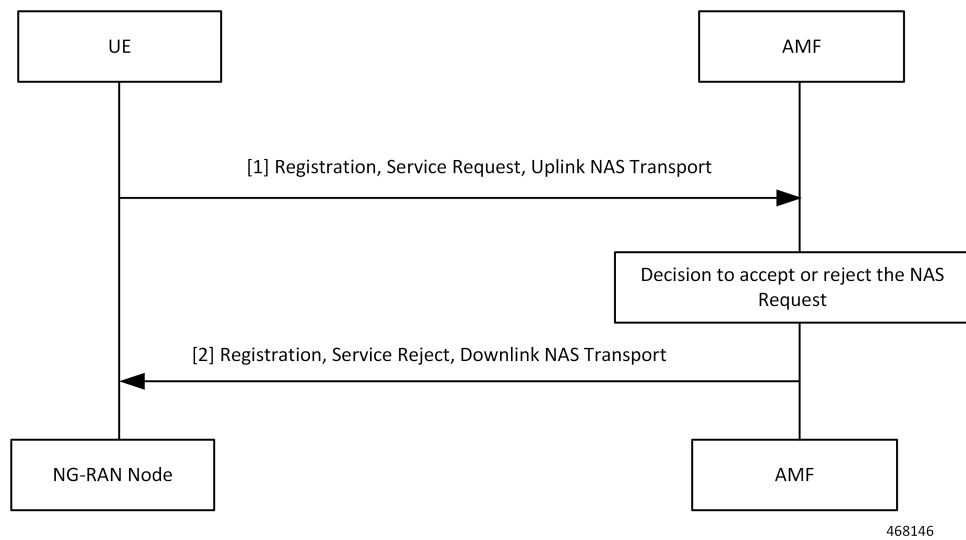 UE
AMF
[1] Registration, Service Request, Uplink NAS Transport
Decision to accept or reject the NAS
Request
[2] Registration, Service Reject, Downlink NAS Transport
NG-RAN Node
AMF
468146